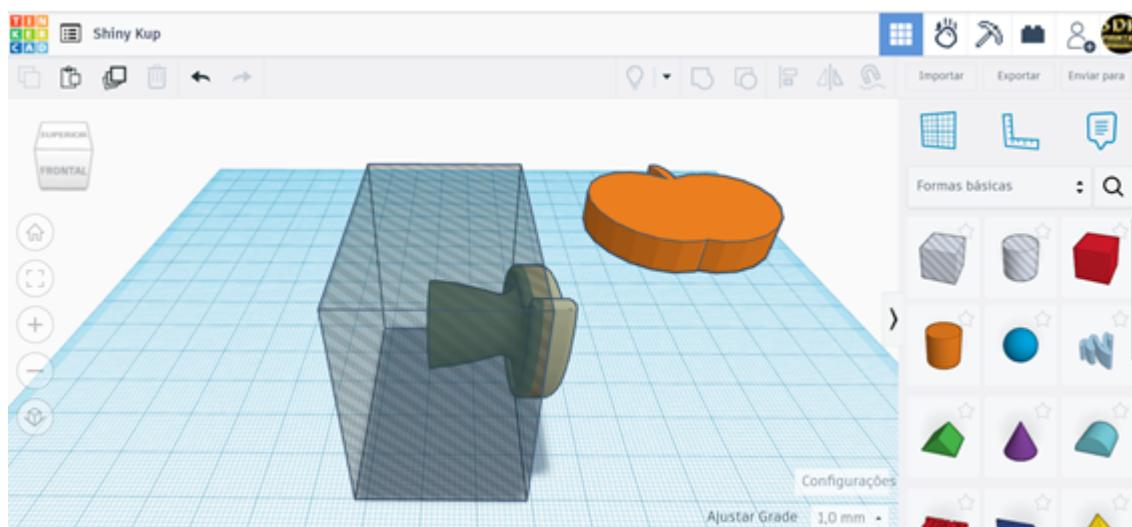 TIN
KER
CAD
Shiny Kup
Importar
Exportar
Enviar para
SUPERIOR
FRONTAL
Formas básicas
Configurações
Ajustar Grade
1,0 mm